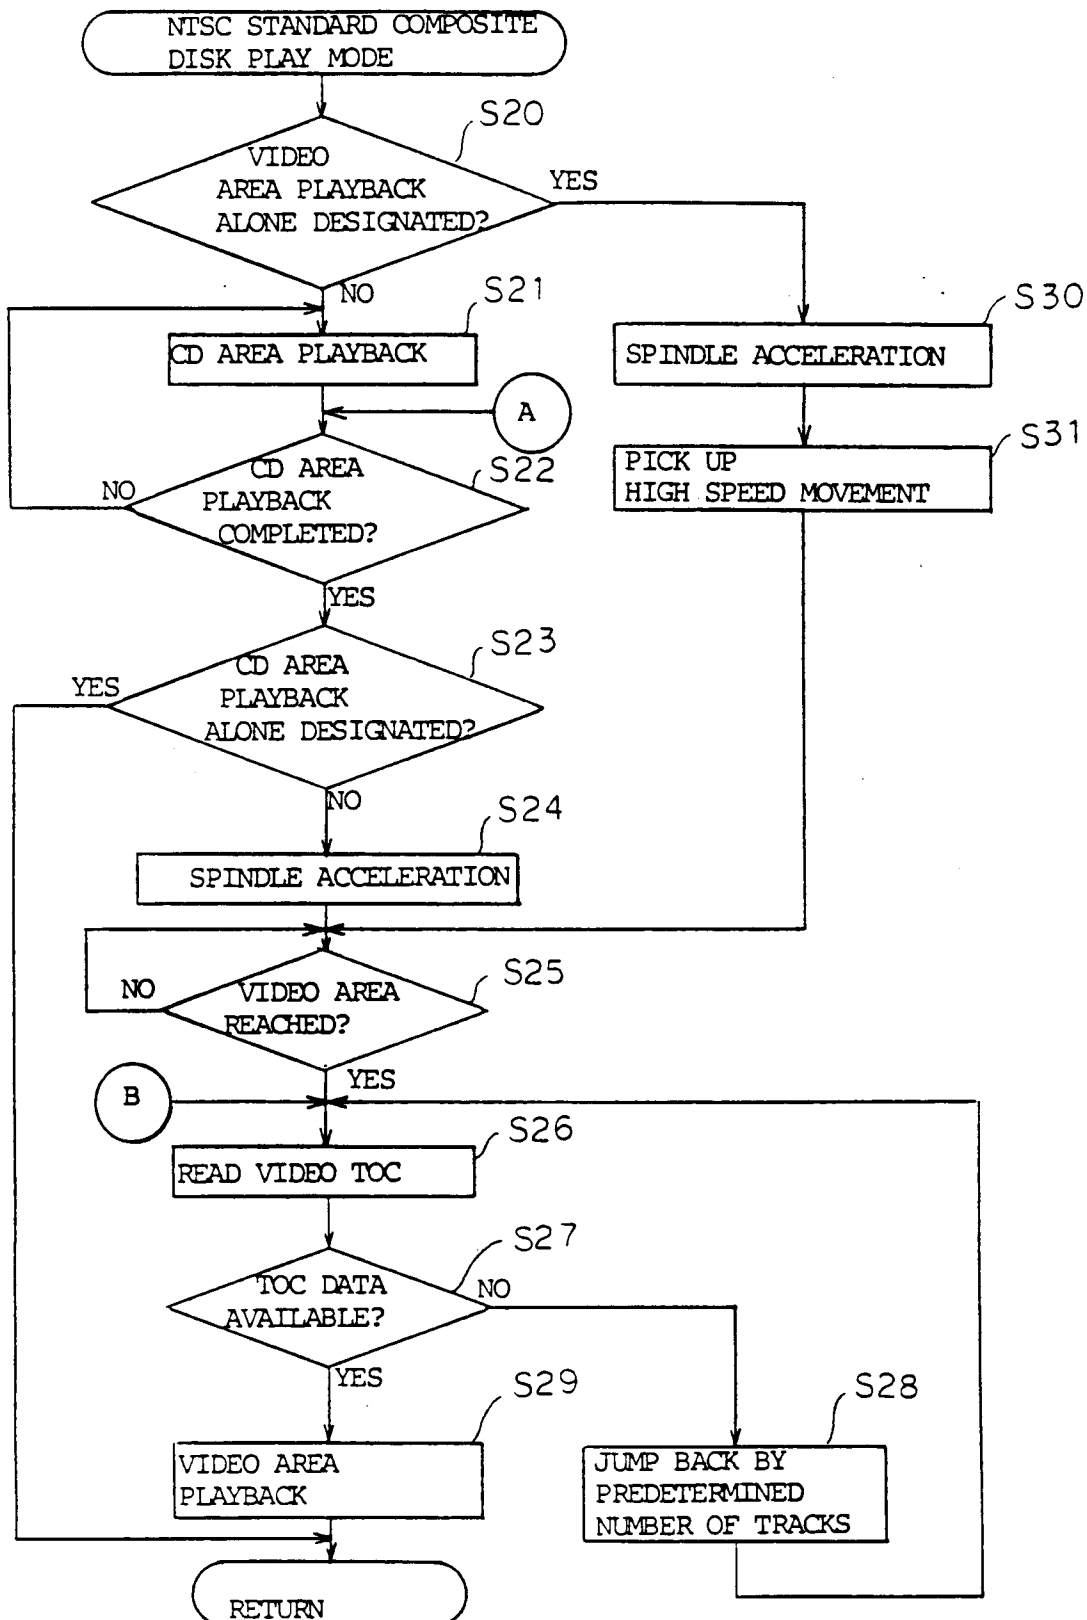 NTSC STANDARD COMPOSITE
DISK PLAY MODE
S20
VIDEO
AREA PLAYBACK
ALONE DESIGNATED?
YES
NO
S21
CD AREA PLAYBACK
S30
SPINDLE ACCELERATION
A
S31
PICK UP
HIGH SPEED MOVEMENT
S22
CD AREA
PLAYBACK
COMPLETED?
NO
YES
S23
CD AREA
PLAYBACK
ALONE DESIGNATED?
YES
NO
S24
SPINDLE ACCELERATION
S25
VIDEO AREA
REACHED?
NO
YES
B
S26
READ VIDEO TOC
S27
TOC DATA
AVAILABLE?
NO
YES
S29
VIDEO AREA
PLAYBACK
S28
JUMP BACK BY
PREDETERMINED
NUMBER OF TRACKS
RETURN